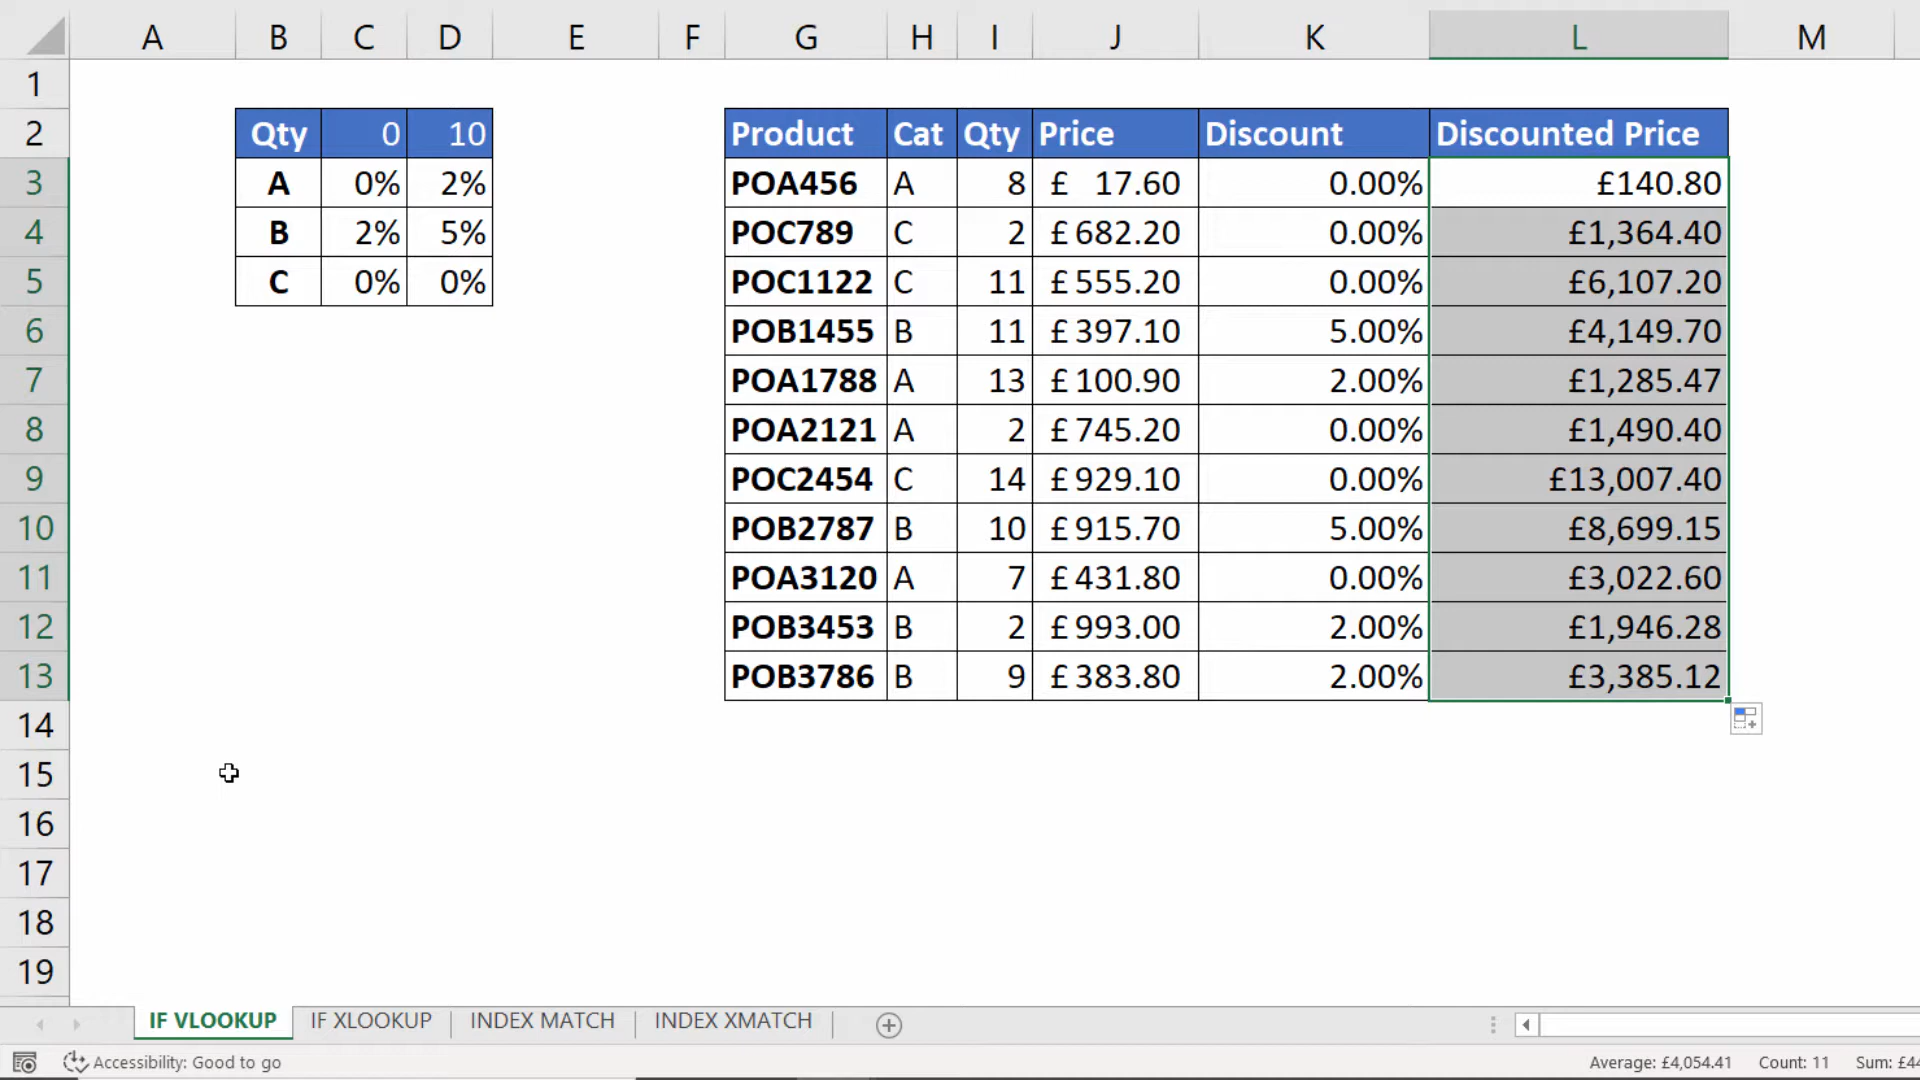 A B C D E F G H I J K L M
1
2 Qty 0 10 Product Cat Qty Price Discount Discounted Price
3 A 0% 2% POA456 A 8 £ 17.60 0.00% £140.80
4 B 2% 5% POC789 C 2 £ 682.20 0.00% £1,364.40
5 C 0% 0% POC1122 C 11 £ 555.20 0.00% £6,107.20
6 POB1455 B 11 £ 397.10 5.00% £4,149.70
7 POA1788 A 13 £ 100.90 2.00% £1,285.47
8 POA2121 A 2 £ 745.20 0.00% £1,490.40
9 POC2454 C 14 £ 929.10 0.00% £13,007.40
10 POB2787 B 10 £ 915.70 5.00% £8,699.15
11 POA3120 A 7 £ 431.80 0.00% £3,022.60
12 POB3453 B 2 £ 993.00 2.00% £1,946.28
13 POB3786 B 9 £ 383.80 2.00% £3,385.12
14
15
16
17
18
19
IF VLOOKUP IF XLOOKUP INDEX MATCH INDEX XMATCH
Accessibility: Good to go Average: £4,054.41 Count: 11 Sum: